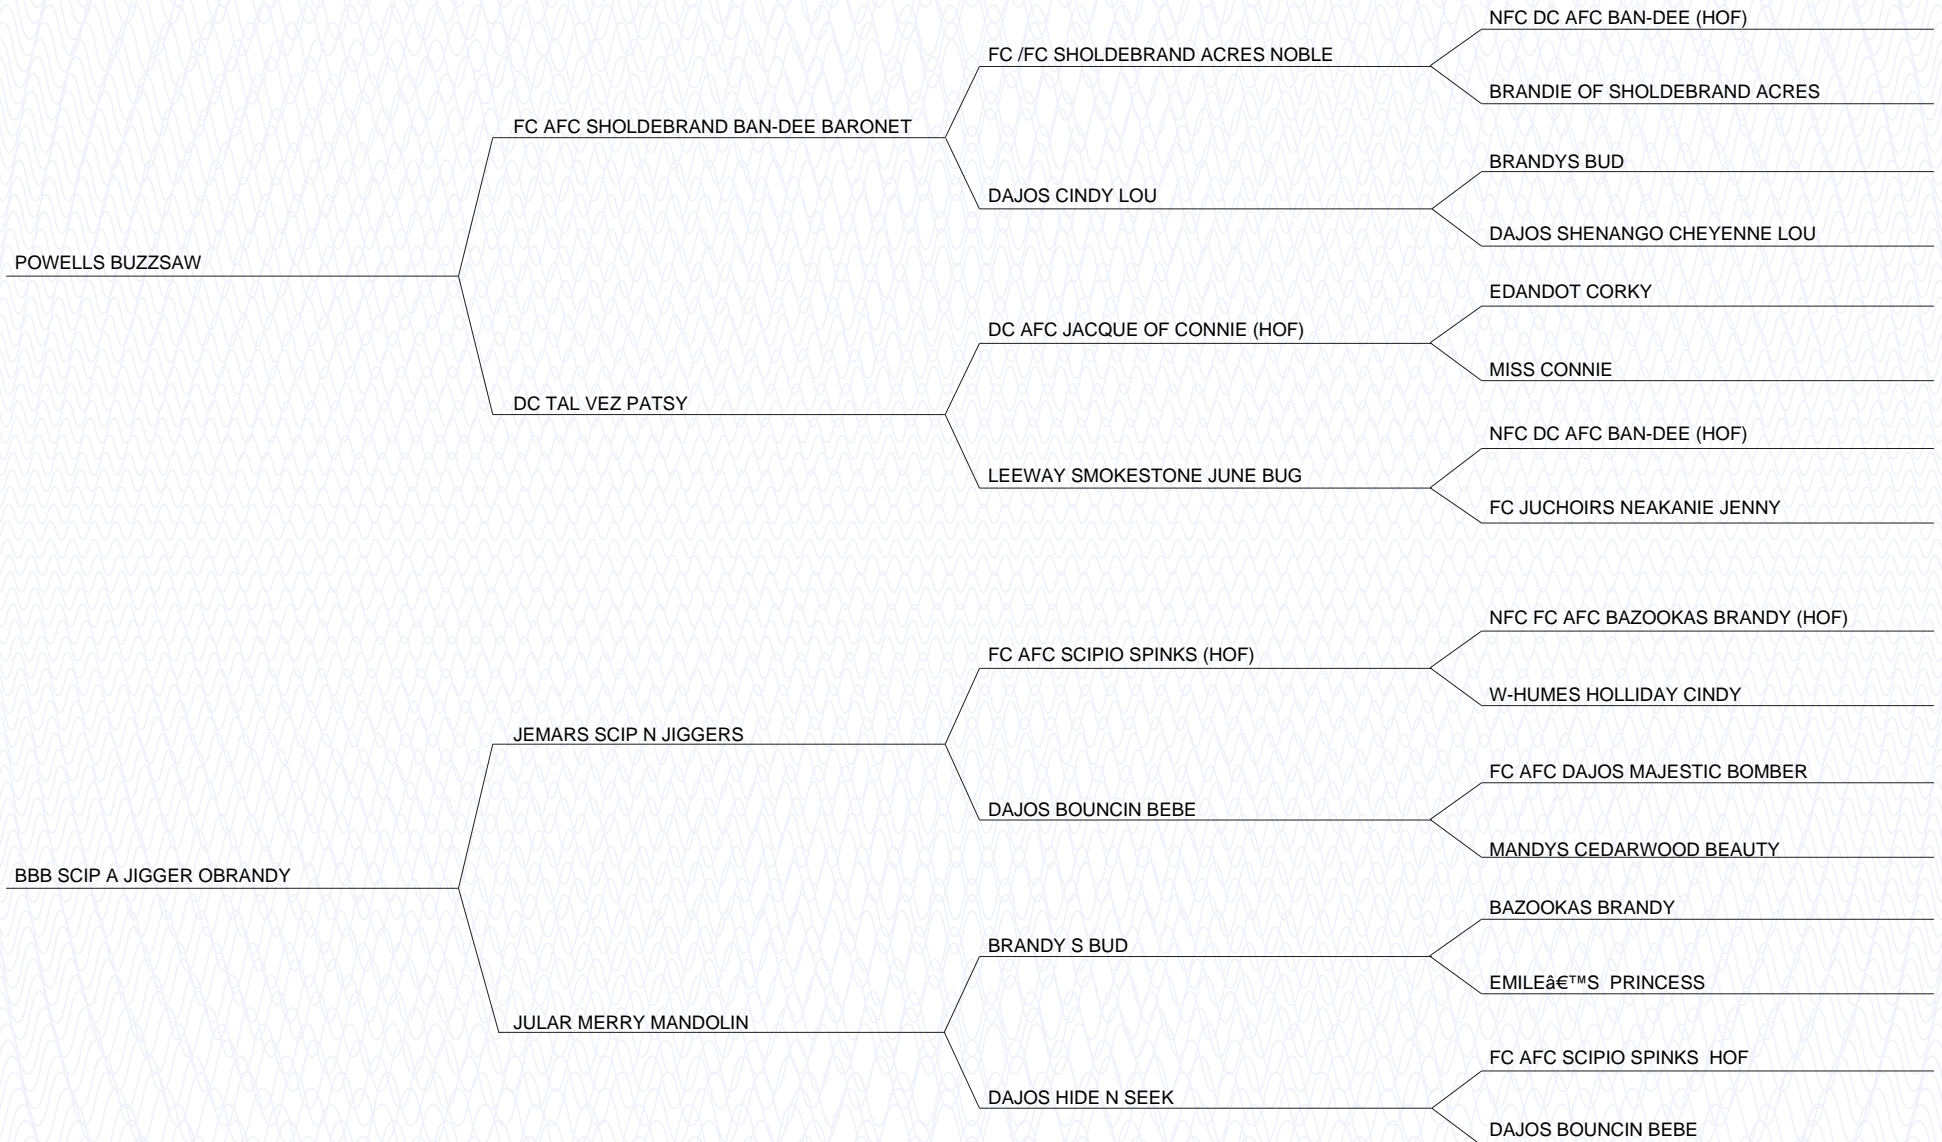 NFC DC AFC BAN-DEE (HOF)
FC /FC SHOLDEBRAND ACRES NOBLE
BRANDIE OF SHOLDEBRAND ACRES
FC AFC SHOLDEBRAND BAN-DEE BARONET
BRANDYS BUD
DAJOS CINDY LOU
DAJOS SHENANGO CHEYENNE LOU
POWELLS BUZZSAW
EDANDOT CORKY
DC AFC JACQUE OF CONNIE (HOF)
MISS CONNIE
DC TAL VEZ PATSY
NFC DC AFC BAN-DEE (HOF)
LEEWAY SMOKESTONE JUNE BUG
FC JUCHOIRS NEAKANIE JENNY
NFC FC AFC BAZOOKAS BRANDY (HOF)
FC AFC SCIPIO SPINKS (HOF)
W-HUMES HOLLIDAY CINDY
JEMARS SCIP N JIGGERS
FC AFC DAJOS MAJESTIC BOMBER
DAJOS BOUNCIN BEBE
MANDYS CEDARWOOD BEAUTY
BBB SCIP A JIGGER OBRANDY
BAZOOKAS BRANDY
BRANDY S BUD
EMILEâ€™S  PRINCESS
JULAR MERRY MANDOLIN
FC AFC SCIPIO SPINKS  HOF
DAJOS HIDE N SEEK
DAJOS BOUNCIN BEBE